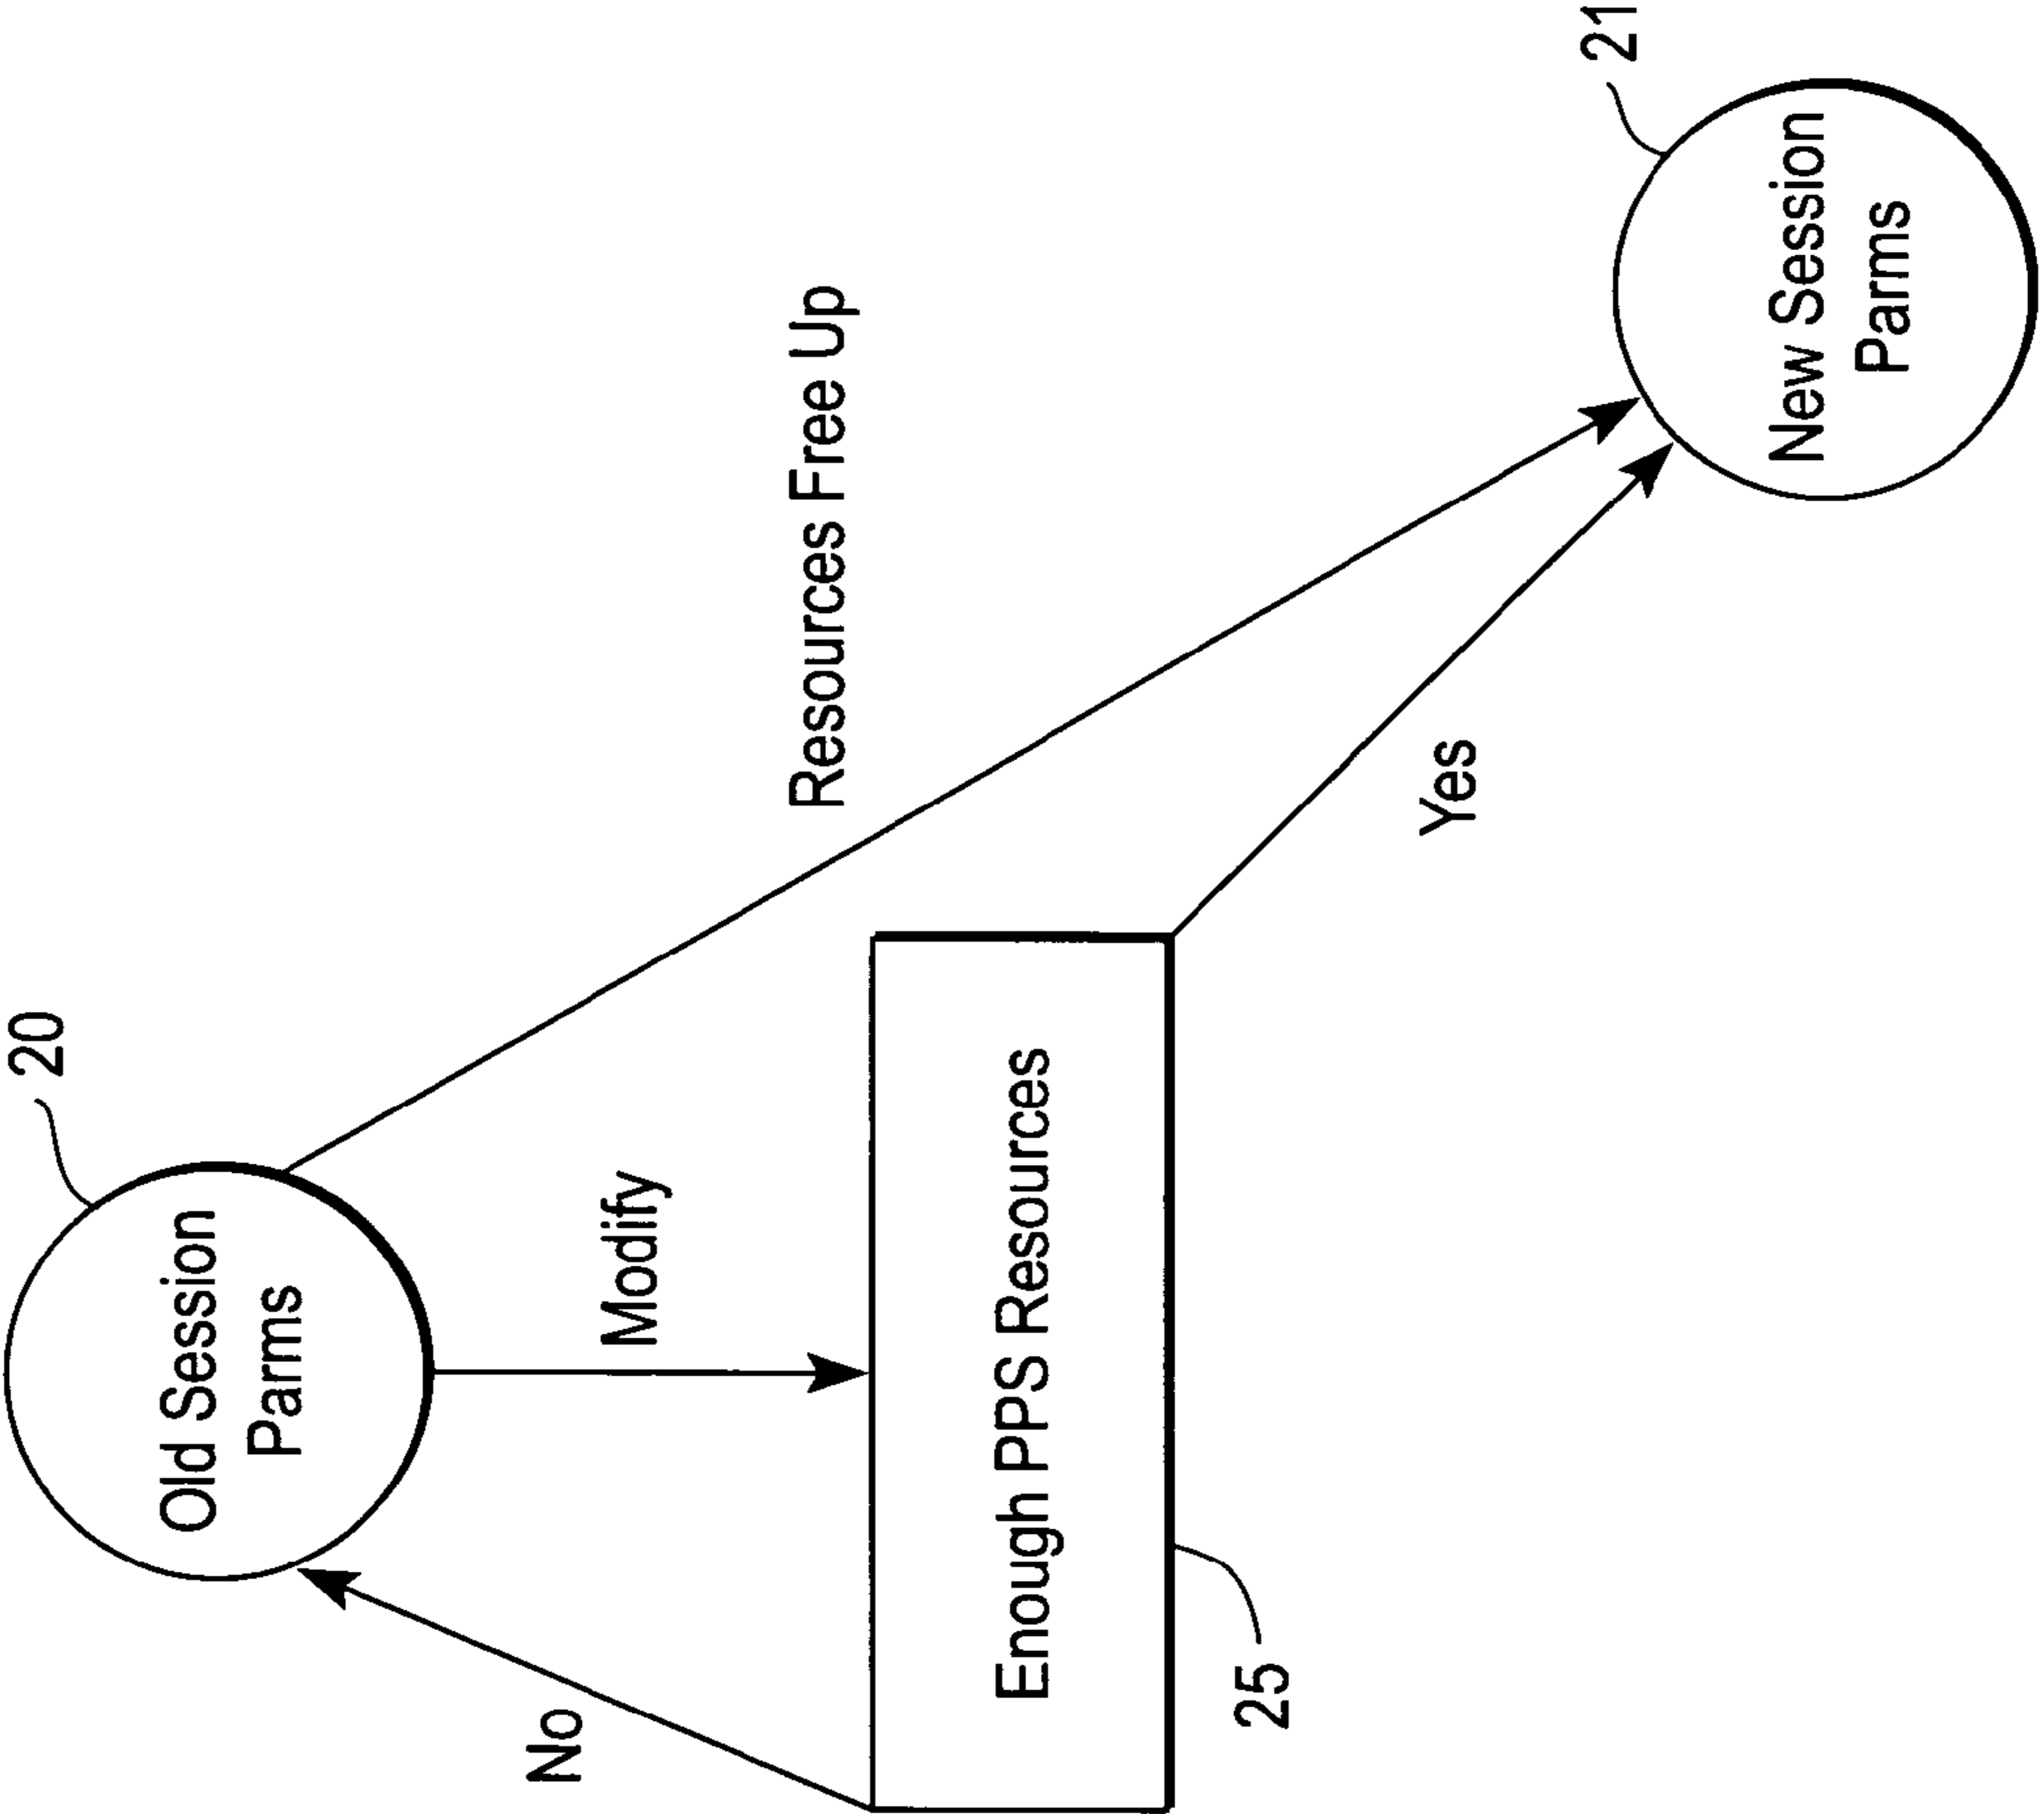 20
Old Session
Parms
Modify
No
Resources Free Up
Enough PPS Resources
25
Yes
21
New Session
Parms